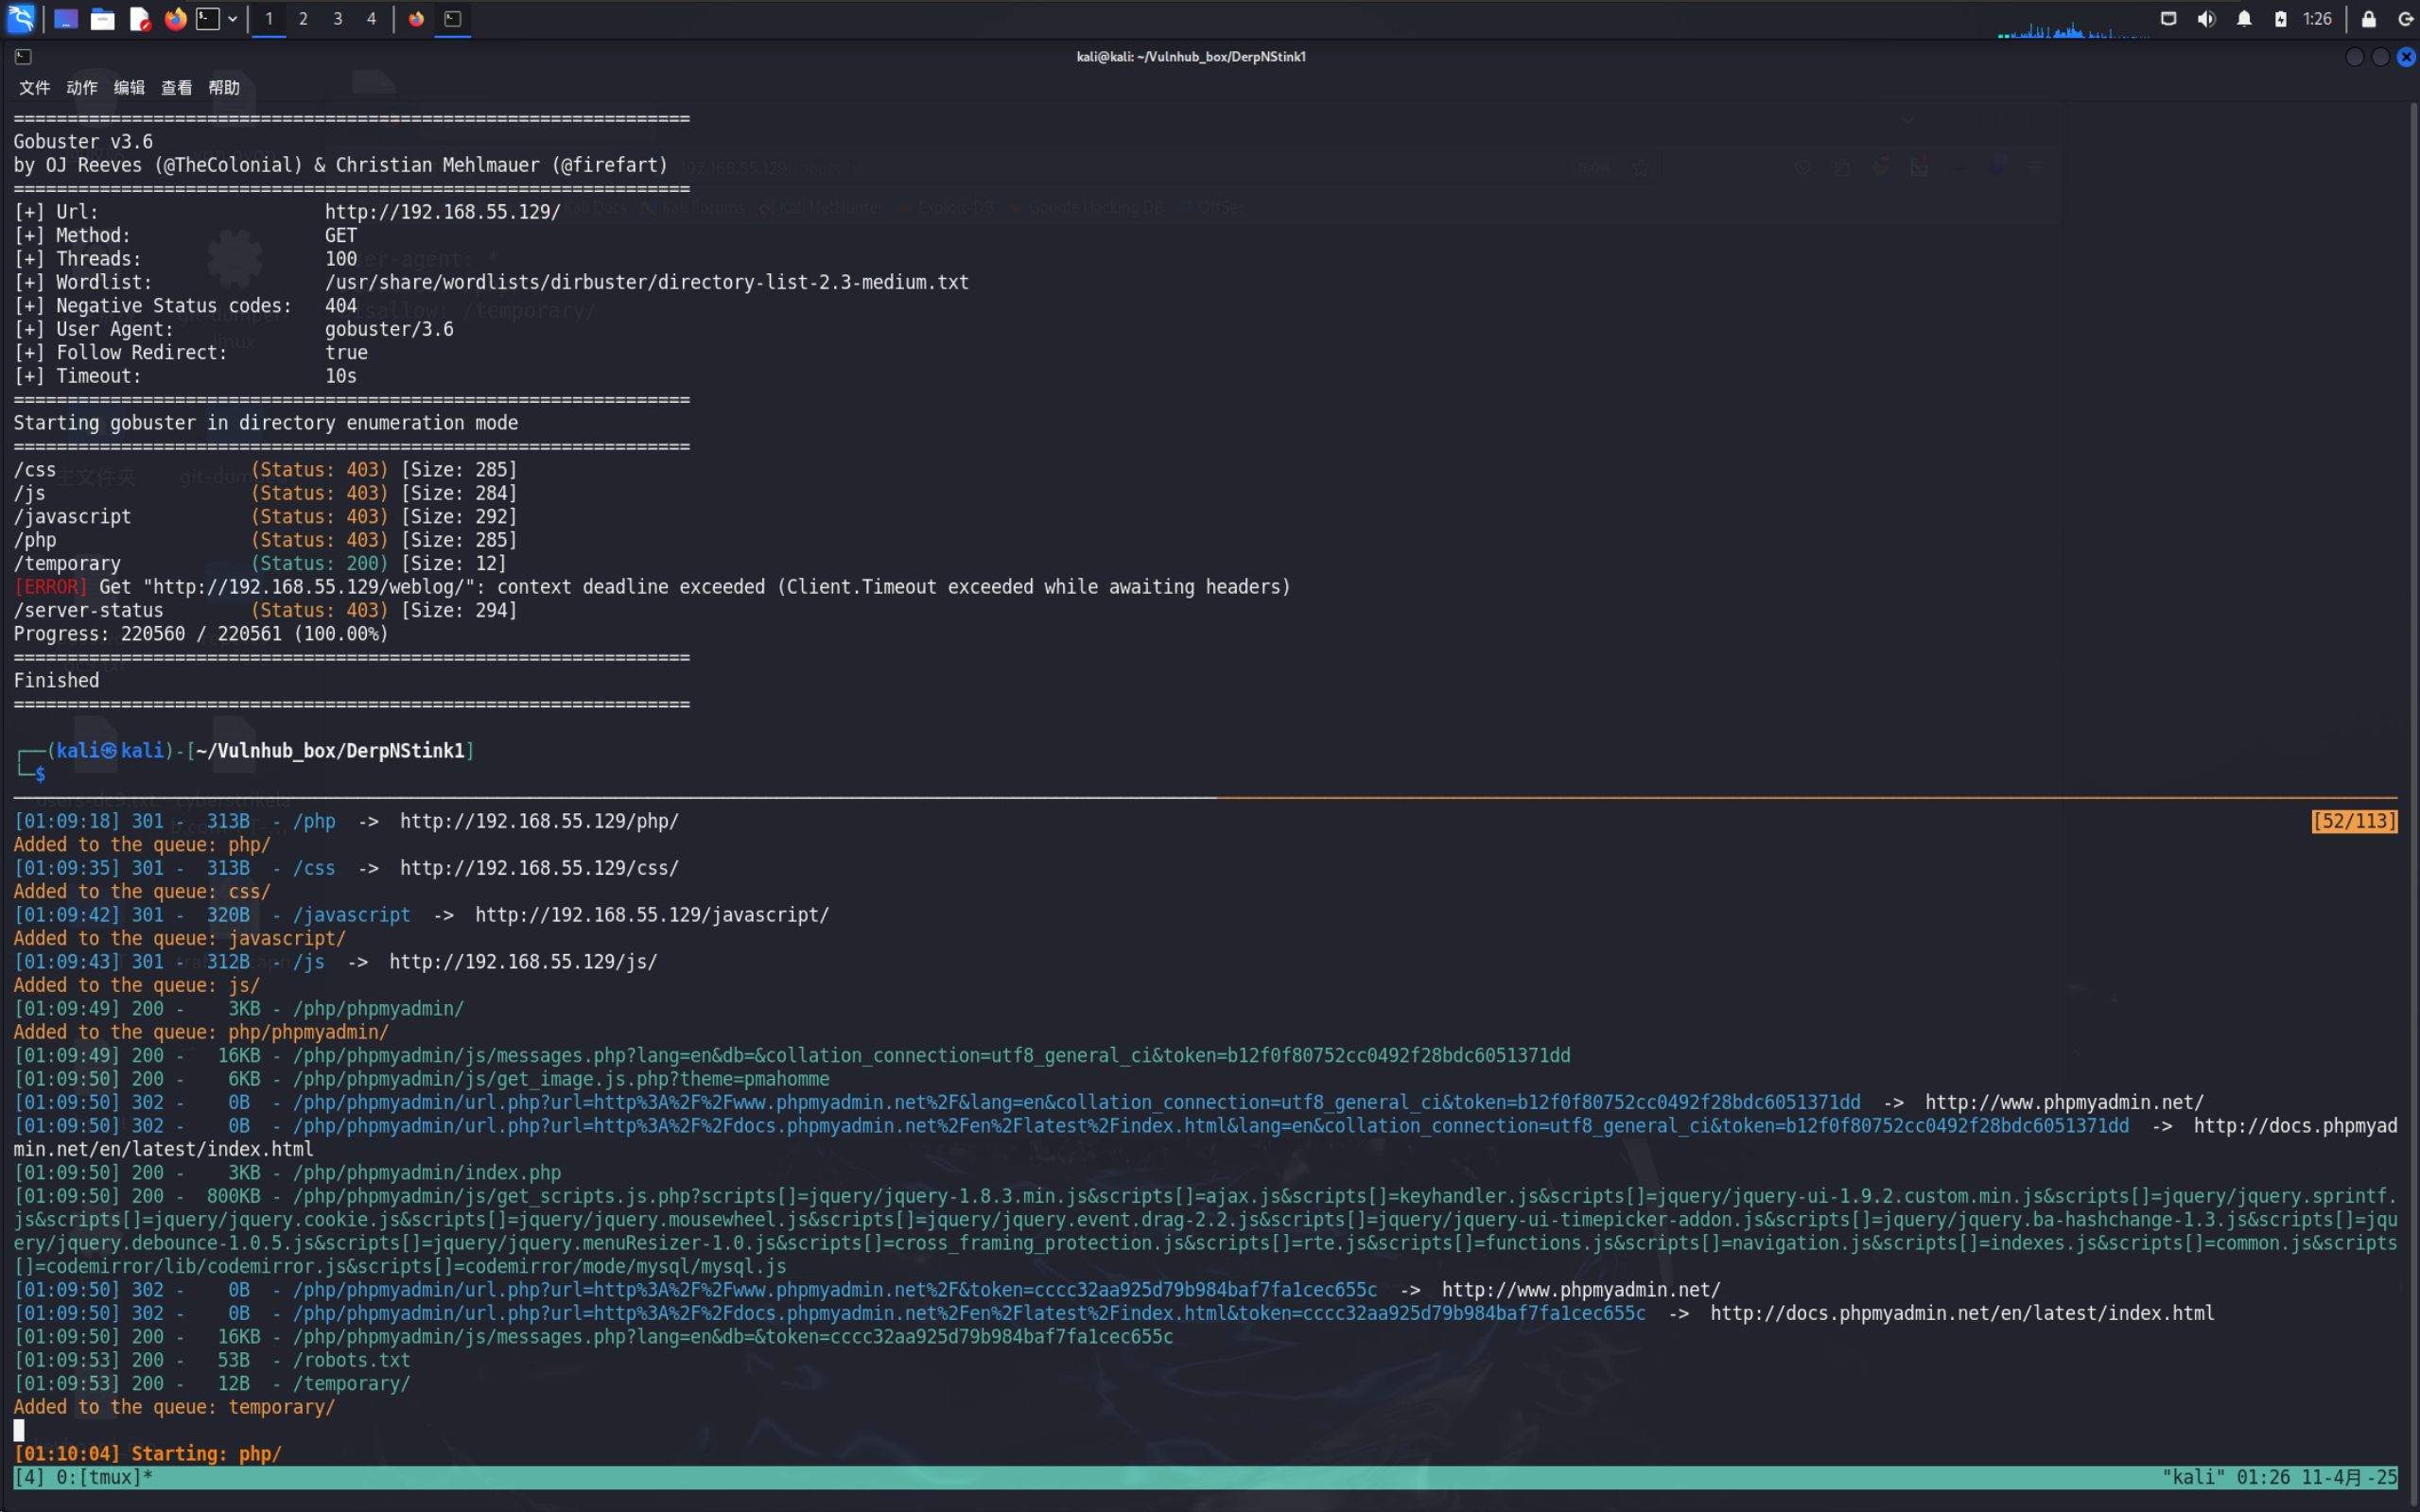 1 2 3 4
1:26
kali@kali: ~/Vulnhub_box/DerpNStink1
文件 动作 编辑 查看 帮助
===============================================================
Gobuster v3.6
by OJ Reeves (@TheColonial) & Christian Mehlmauer (@firefart)
===============================================================
[+] Url: http://192.168.55.129/
[+] Method: GET
[+] Threads: 100
[+] Wordlist: /usr/share/wordlists/dirbuster/directory-list-2.3-medium.txt
[+] Negative Status codes: 404
[+] User Agent: gobuster/3.6
[+] Follow Redirect: true
[+] Timeout: 10s
===============================================================
Starting gobuster in directory enumeration mode
===============================================================
/css (Status: 403) [Size: 285]
/js (Status: 403) [Size: 284]
/javascript (Status: 403) [Size: 292]
/php (Status: 403) [Size: 285]
/temporary (Status: 200) [Size: 12]
[ERROR] Get "http://192.168.55.129/weblog/": context deadline exceeded (Client.Timeout exceeded while awaiting headers)
/server-status (Status: 403) [Size: 294]
Progress: 220560 / 220561 (100.00%)
===============================================================
Finished
===============================================================
┌──(kali㉿kali)-[~/Vulnhub_box/DerpNStink1]
└─$
[01:09:18] 301 - 313B - /php -> http://192.168.55.129/php/ [52/113]
Added to the queue: php/
[01:09:35] 301 - 313B - /css -> http://192.168.55.129/css/
Added to the queue: css/
[01:09:42] 301 - 320B - /javascript -> http://192.168.55.129/javascript/
Added to the queue: javascript/
[01:09:43] 301 - 312B - /js -> http://192.168.55.129/js/
Added to the queue: js/
[01:09:49] 200 - 3KB - /php/phpmyadmin/
Added to the queue: php/phpmyadmin/
[01:09:49] 200 - 16KB - /php/phpmyadmin/js/messages.php?lang=en&db=&collation_connection=utf8_general_ci&token=b12f0f80752cc0492f28bdc6051371dd
[01:09:50] 200 - 6KB - /php/phpmyadmin/js/get_image.js.php?theme=pmahomme
[01:09:50] 302 - 0B - /php/phpmyadmin/url.php?url=http%3A%2F%2Fwww.phpmyadmin.net%2F&lang=en&collation_connection=utf8_general_ci&token=b12f0f80752cc0492f28bdc6051371dd -> http://www.phpmyadmin.net/
[01:09:50] 302 - 0B - /php/phpmyadmin/url.php?url=http%3A%2F%2Fdocs.phpmyadmin.net%2Fen%2Flatest%2Findex.html&lang=en&collation_connection=utf8_general_ci&token=b12f0f80752cc0492f28bdc6051371dd -> http://docs.phpmyad
min.net/en/latest/index.html
[01:09:50] 200 - 3KB - /php/phpmyadmin/index.php
[01:09:50] 200 - 800KB - /php/phpmyadmin/js/get_scripts.js.php?scripts[]=jquery/jquery-1.8.3.min.js&scripts[]=ajax.js&scripts[]=keyhandler.js&scripts[]=jquery/jquery-ui-1.9.2.custom.min.js&scripts[]=jquery/jquery.sprintf.
js&scripts[]=jquery/jquery.cookie.js&scripts[]=jquery/jquery.mousewheel.js&scripts[]=jquery/jquery.event.drag-2.2.js&scripts[]=jquery/jquery-ui-timepicker-addon.js&scripts[]=jquery/jquery.ba-hashchange-1.3.js&scripts[]=jqu
ery/jquery.debounce-1.0.5.js&scripts[]=jquery/jquery.menuResizer-1.0.js&scripts[]=cross_framing_protection.js&scripts[]=rte.js&scripts[]=functions.js&scripts[]=navigation.js&scripts[]=indexes.js&scripts[]=common.js&scripts
[]=codemirror/lib/codemirror.js&scripts[]=codemirror/mode/mysql/mysql.js
[01:09:50] 302 - 0B - /php/phpmyadmin/url.php?url=http%3A%2F%2Fwww.phpmyadmin.net%2F&token=cccc32aa925d79b984baf7fa1cec655c -> http://www.phpmyadmin.net/
[01:09:50] 302 - 0B - /php/phpmyadmin/url.php?url=http%3A%2F%2Fdocs.phpmyadmin.net%2Fen%2Flatest%2Findex.html&token=cccc32aa925d79b984baf7fa1cec655c -> http://docs.phpmyadmin.net/en/latest/index.html
[01:09:50] 200 - 16KB - /php/phpmyadmin/js/messages.php?lang=en&db=&token=cccc32aa925d79b984baf7fa1cec655c
[01:09:53] 200 - 53B - /robots.txt
[01:09:53] 200 - 12B - /temporary/
Added to the queue: temporary/
[01:10:04] Starting: php/
[4] 0:[tmux]* "kali" 01:26 11-4月 -25